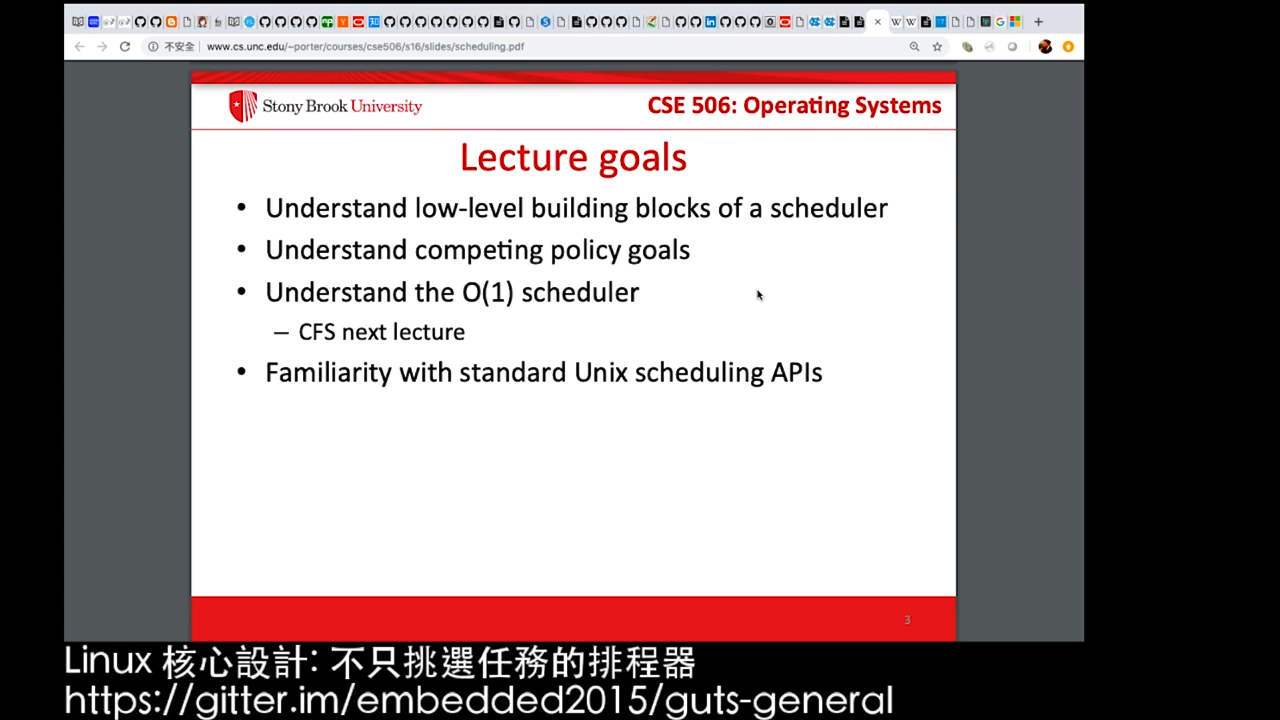 不安全 www.cs.unc.edu/~porter/courses/cse506/s16/slides/scheduling.pdf
Stony Brook University
CSE 506: Operating Systems
Lecture goals
• Understand low-level building blocks of a scheduler
• Understand competing policy goals
• Understand the O(1) scheduler
– CFS next lecture
• Familiarity with standard Unix scheduling APIs
3
Linux 核心設計: 不只挑選任務的排程器
https://gitter.im/embedded2015/guts-general